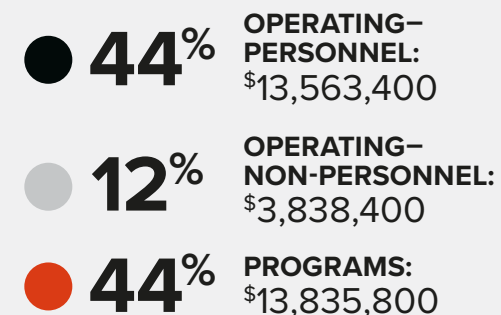 44%
OPERATING–
PERSONNEL:
$13,563,400
12%
OPERATING–
NON-PERSONNEL:
$3,838,400
44%
PROGRAMS:
$13,835,800